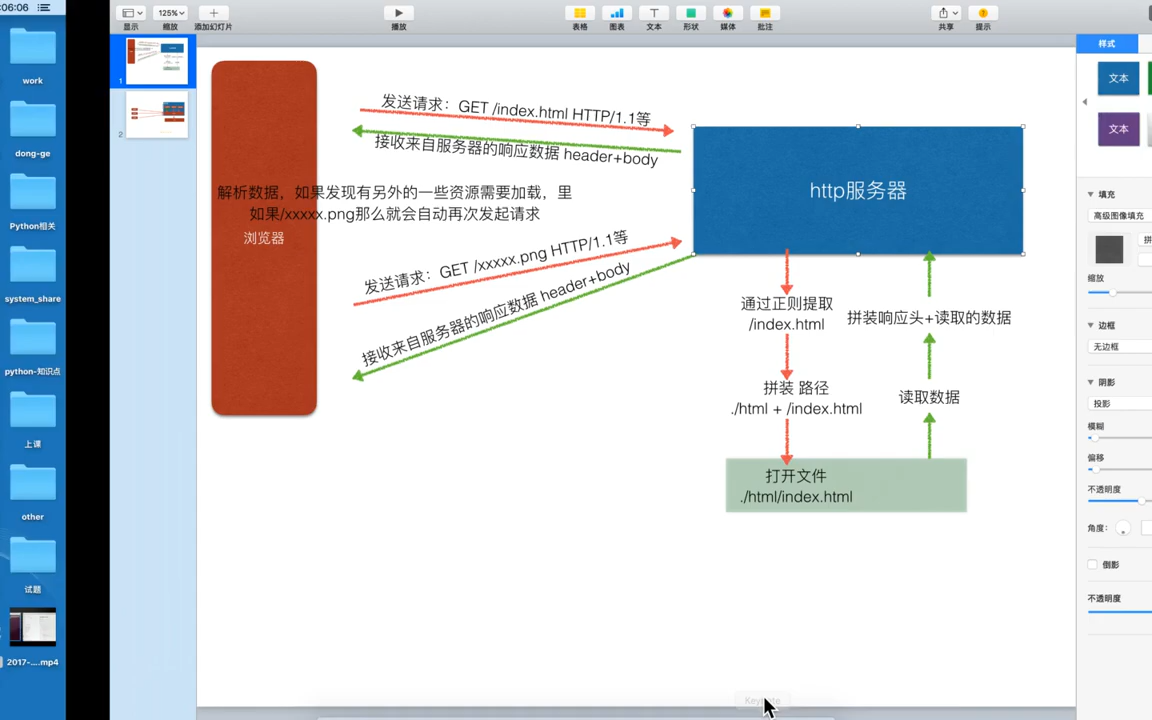 :06:06
work
dong-ge
Python相关
system_share
python-知识点
上课
other
试题
2017-....mp4
125%
显示
缩放
添加幻灯片
播放
表格
图表
文本
形状
媒体
批注
共享
提示
1
2
发送请求：GET /index.html HTTP/1.1等
接收来自服务器的响应数据 header+body
解析数据，如果发现有另外的一些资源需要加载，里
如果/xxxxx.png那么就会自动再次发起请求
浏览器
发送请求：GET /xxxxx.png HTTP/1.1等
接收来自服务器的响应数据 header+body
http服务器
通过正则提取
/index.html
拼装响应头+读取的数据
拼装 路径
./html + /index.html
读取数据
打开文件
./html/index.html
样式
文本
文本
填充
高级图像填充
拼
缩放
边框
无边框
阴影
投影
模糊
偏移
不透明度
角度:
倒影
不透明度